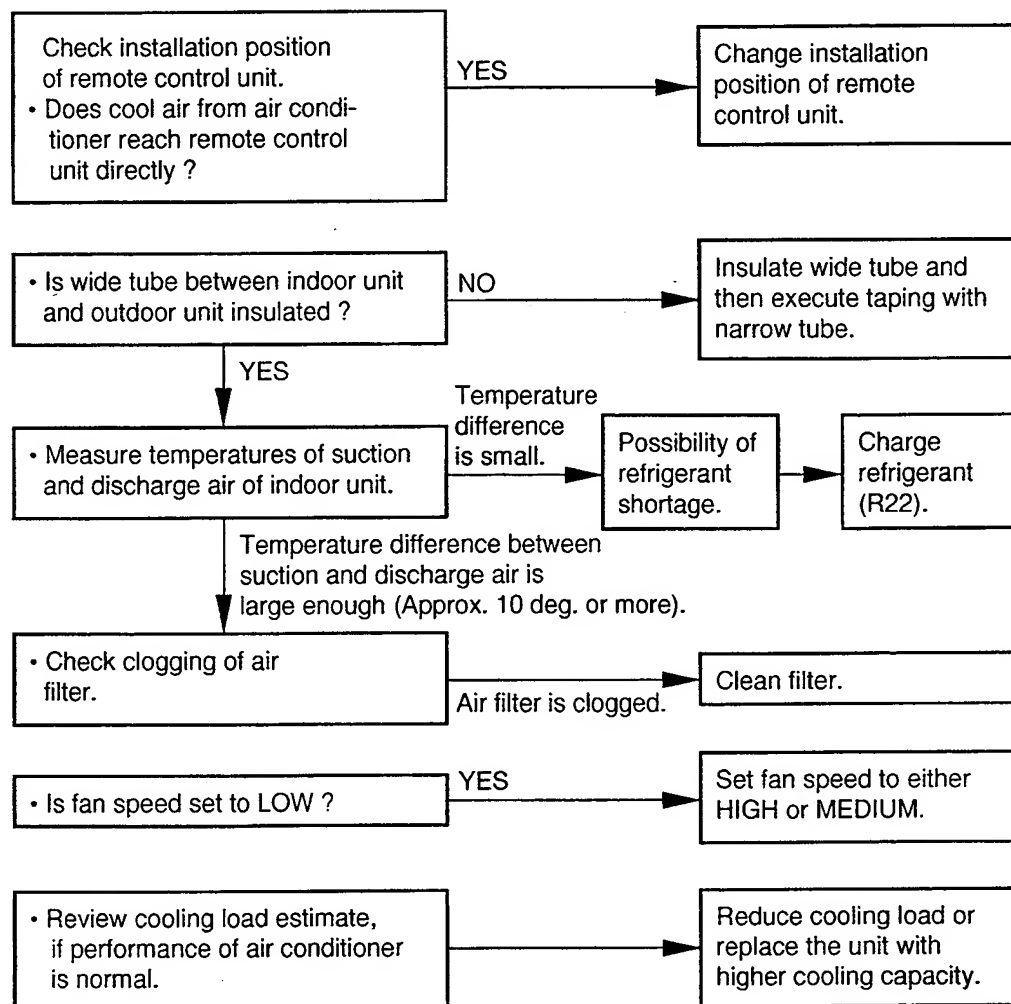 Check installation position
of remote control unit.
• Does cool air from air condi-
tioner reach remote control
unit directly ?
YES
Change installation
position of remote
control unit.
• Is wide tube between indoor unit
and outdoor unit insulated ?
NO
Insulate wide tube and
then execute taping with
narrow tube.
YES
• Measure temperatures of suction
and discharge air of indoor unit.
Temperature
difference
is small.
Possibility of
refrigerant
shortage.
Charge
refrigerant
(R22).
Temperature difference between
suction and discharge air is
large enough (Approx. 10 deg. or more).
• Check clogging of air
filter.
Air filter is clogged.
Clean filter.
• Is fan speed set to LOW ?
YES
Set fan speed to either
HIGH or MEDIUM.
• Review cooling load estimate,
if performance of air conditioner
is normal.
Reduce cooling load or
replace the unit with
higher cooling capacity.